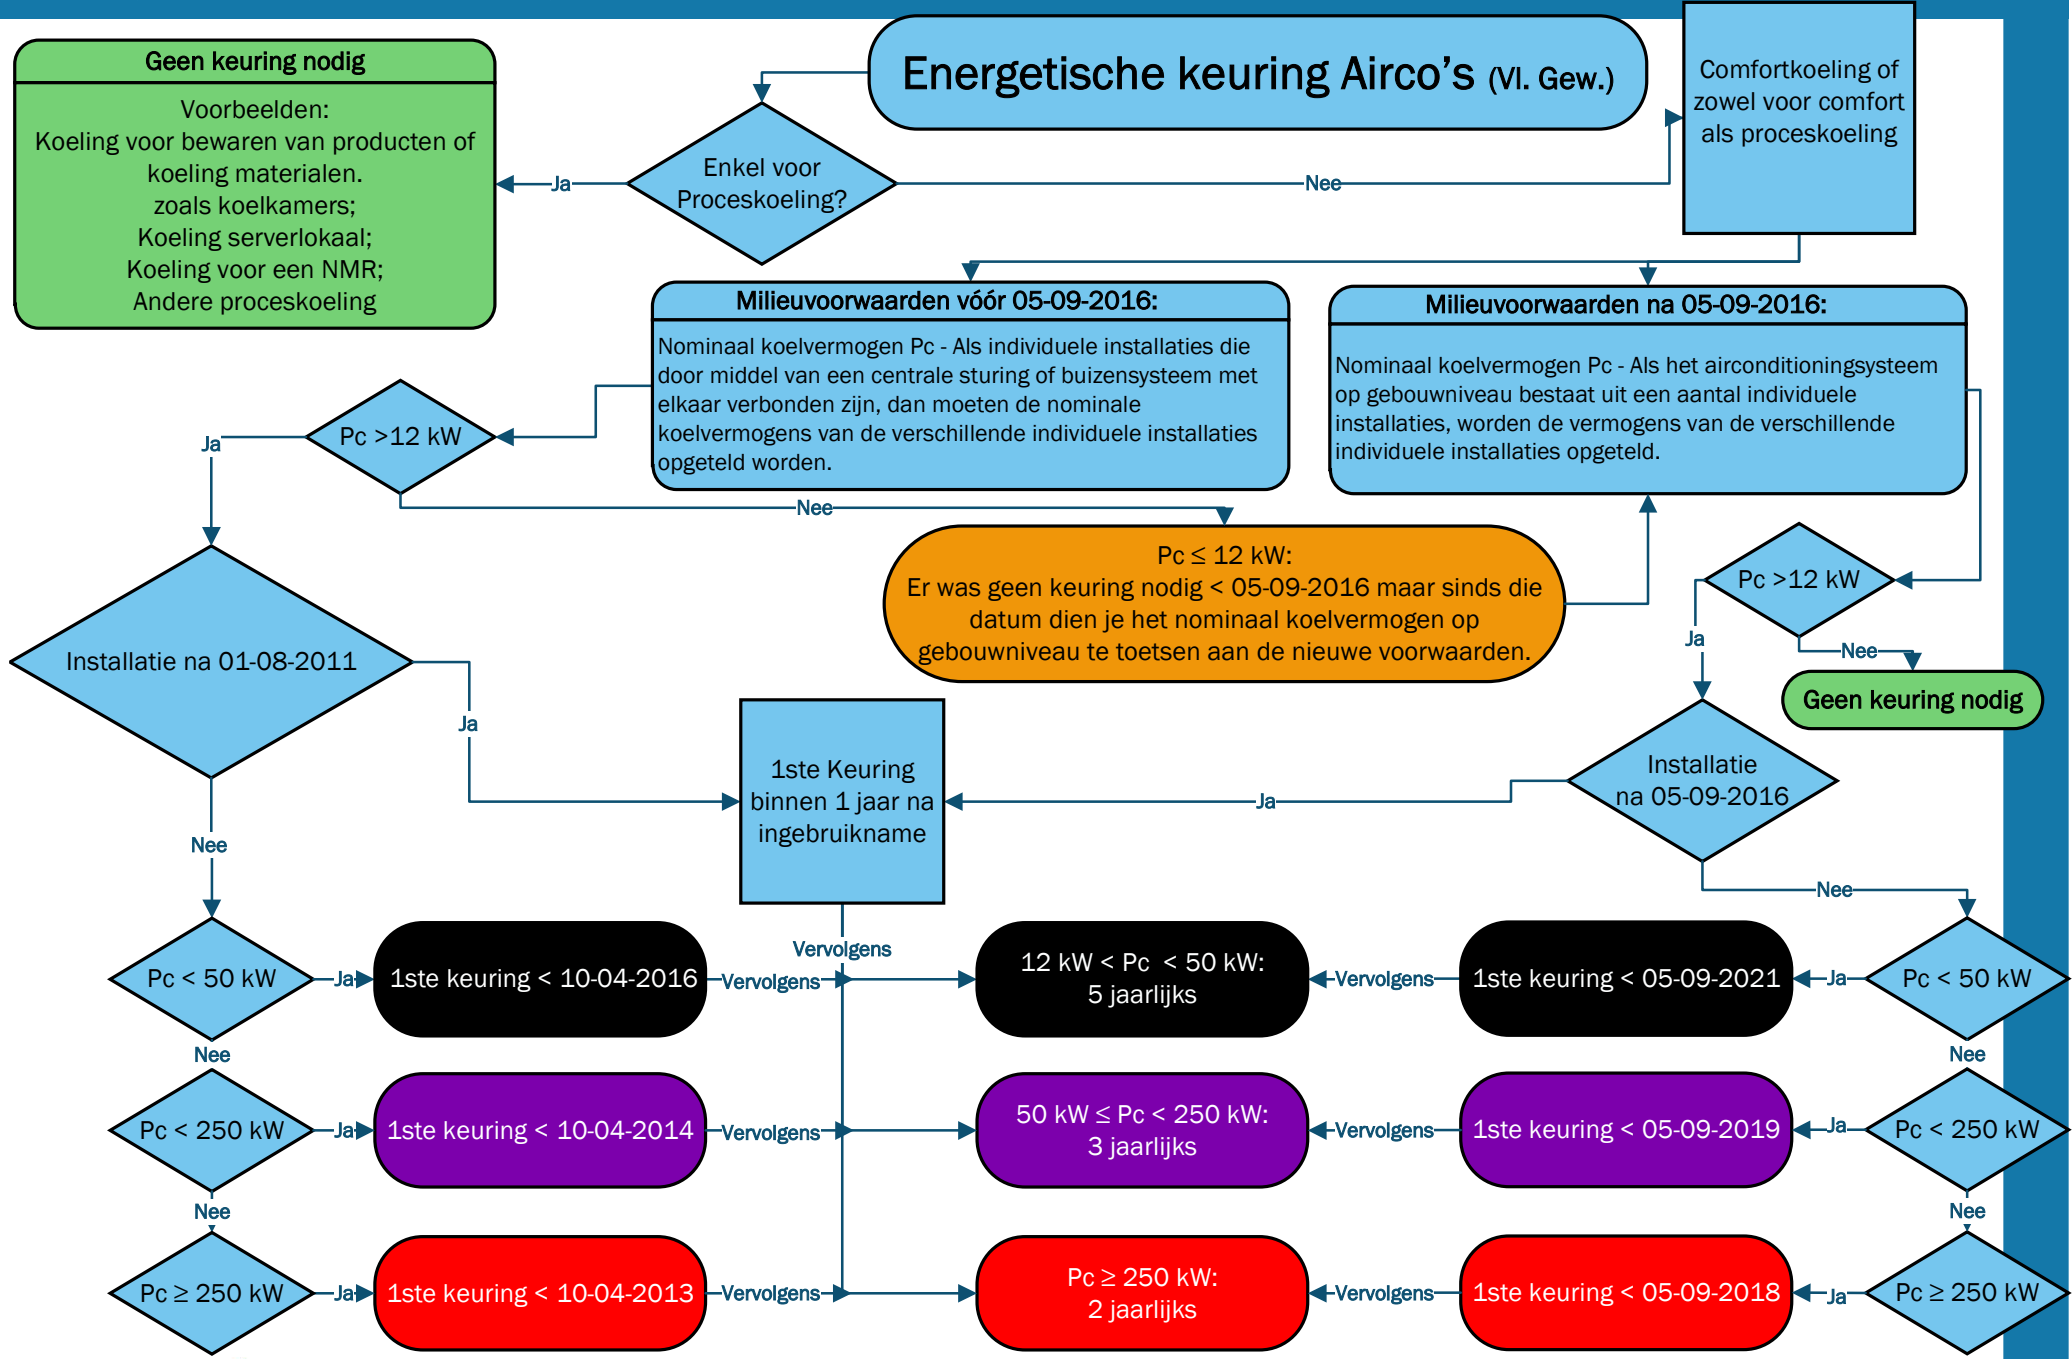 Energetische keuring Airco's (Vl. Gew.)
Geen keuring nodig
Voorbeelden:
Koeling voor bewaren van producten of
koeling materialen.
zoals koelkamers;
Koeling serverlokaal;
Koeling voor een NMR;
Andere proceskoeling
Ja
Enkel voor
Proceskoeling?
Nee
Comfortkoeling of
zowel voor comfort
als proceskoeling
Milieuvoorwaarden vóór 05-09-2016:
Nominaal koelvermogen Pc - Als individuele installaties die
door middel van een centrale sturing of buizensysteem met
elkaar verbonden zijn, dan moeten de nominale
koelvermogens van de verschillende individuele installaties
opgeteld worden.
Milieuvoorwaarden na 05-09-2016:
Nominaal koelvermogen Pc - Als het airconditioningsysteem
op gebouwniveau bestaat uit een aantal individuele
installaties, worden de vermogens van de verschillende
individuele installaties opgeteld.
Pc >12 kW
Ja
Nee
Pc ≤ 12 kW:
Er was geen keuring nodig < 05-09-2016 maar sinds die
datum dien je het nominaal koelvermogen op
gebouwniveau te toetsen aan de nieuwe voorwaarden.
Pc >12 kW
Ja
Nee
Geen keuring nodig
Installatie na 01-08-2011
Ja
Nee
1ste Keuring
binnen 1 jaar na
ingebruikname
Ja
Installatie
na 05-09-2016
Nee
Vervolgens
Pc < 50 kW
Ja
1ste keuring < 10-04-2016
Vervolgens
12 kW < Pc < 50 kW:
5 jaarlijks
Vervolgens
1ste keuring < 05-09-2021
Ja
Pc < 50 kW
Nee
Nee
Pc < 250 kW
Ja
1ste keuring < 10-04-2014
Vervolgens
50 kW ≤ Pc < 250 kW:
3 jaarlijks
Vervolgens
1ste keuring < 05-09-2019
Ja
Pc < 250 kW
Nee
Nee
Pc ≥ 250 kW
Ja
1ste keuring < 10-04-2013
Vervolgens
Pc ≥ 250 kW:
2 jaarlijks
Vervolgens
1ste keuring < 05-09-2018
Ja
Pc ≥ 250 kW